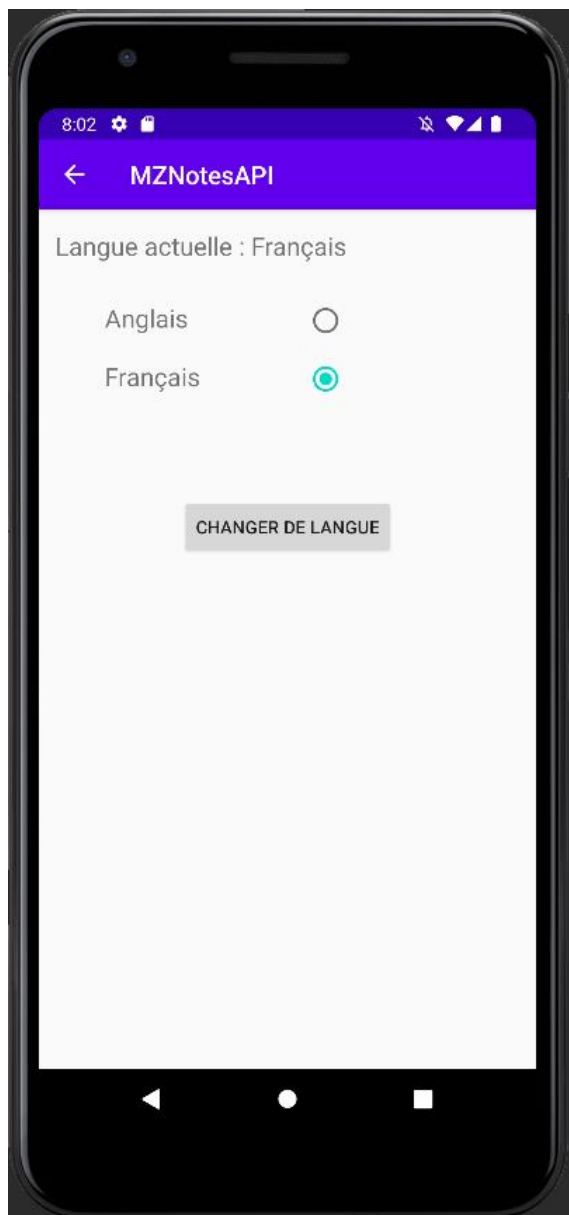 8:02
MZNotesAPI
Langue actuelle : Français
Anglais
Français
CHANGER DE LANGUE